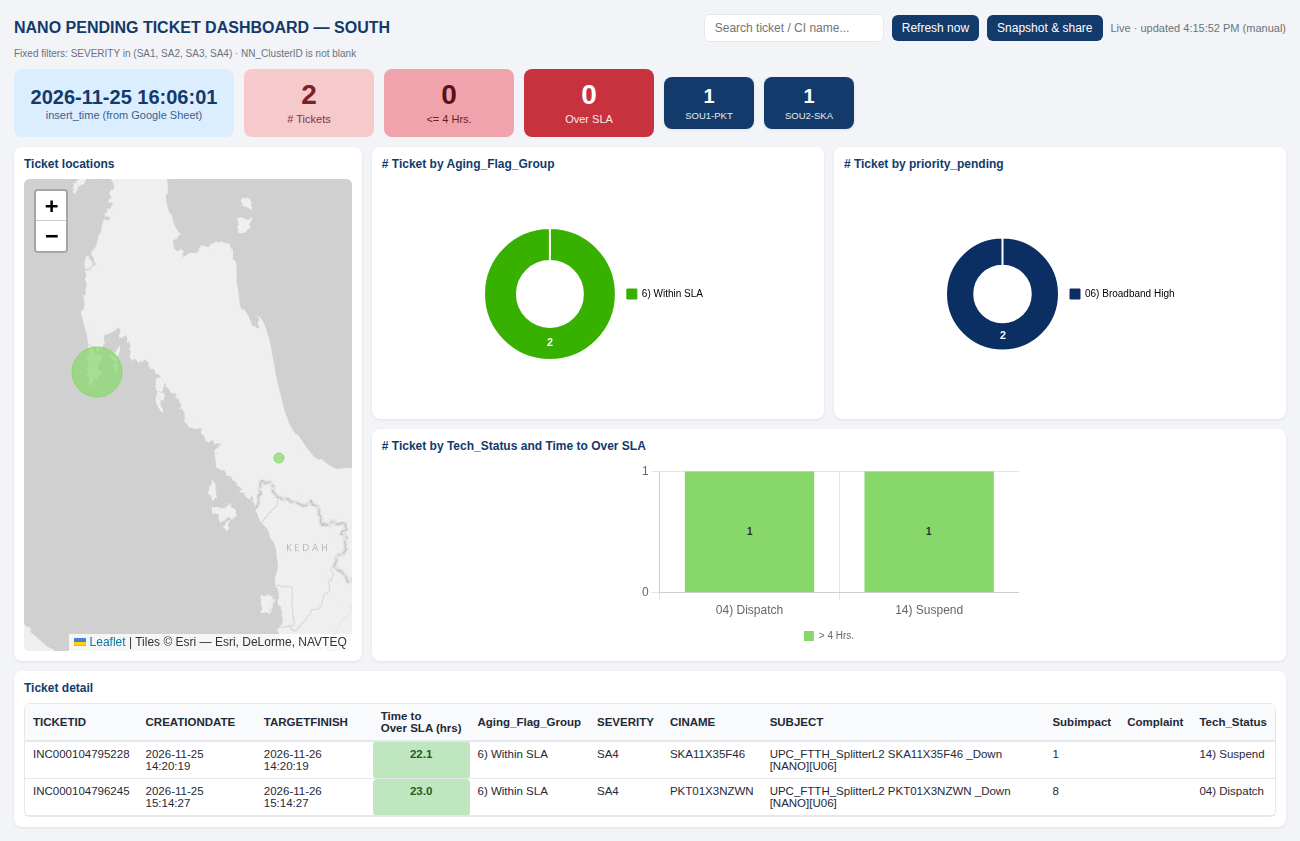 NANO PENDING TICKET DASHBOARD — SOUTH
Search ticket / CI name...
Refresh now
Snapshot & share
Live · updated 4:15:52 PM (manual)
Fixed filters: SEVERITY in (SA1, SA2, SA3, SA4) · NN_ClusterID is not blank
2026-11-25 16:06:01
insert_time (from Google Sheet)
2
# Tickets
0
<= 4 Hrs.
0
Over SLA
1
SOU1-PKT
1
SOU2-SKA
Ticket locations
+
−
KEDAH
Leaflet | Tiles © Esri — Esri, DeLorme, NAVTEQ
# Ticket by Aging_Flag_Group
2
6) Within SLA
# Ticket by priority_pending
2
06) Broadband High
# Ticket by Tech_Status and Time to Over SLA
1
0
1
1
04) Dispatch
14) Suspend
> 4 Hrs.
Ticket detail
TICKETID CREATIONDATE TARGETFINISH Time to Over SLA (hrs) Aging_Flag_Group SEVERITY CINAME SUBJECT Subimpact Complaint Tech_Status
INC000104795228 2026-11-25 14:20:19 2026-11-26 14:20:19 22.1 6) Within SLA SA4 SKA11X35F46 UPC_FTTH_SplitterL2 SKA11X35F46 _Down [NANO][U06] 1 14) Suspend
INC000104796245 2026-11-25 15:14:27 2026-11-26 15:14:27 23.0 6) Within SLA SA4 PKT01X3NZWN UPC_FTTH_SplitterL2 PKT01X3NZWN _Down [NANO][U06] 8 04) Dispatch